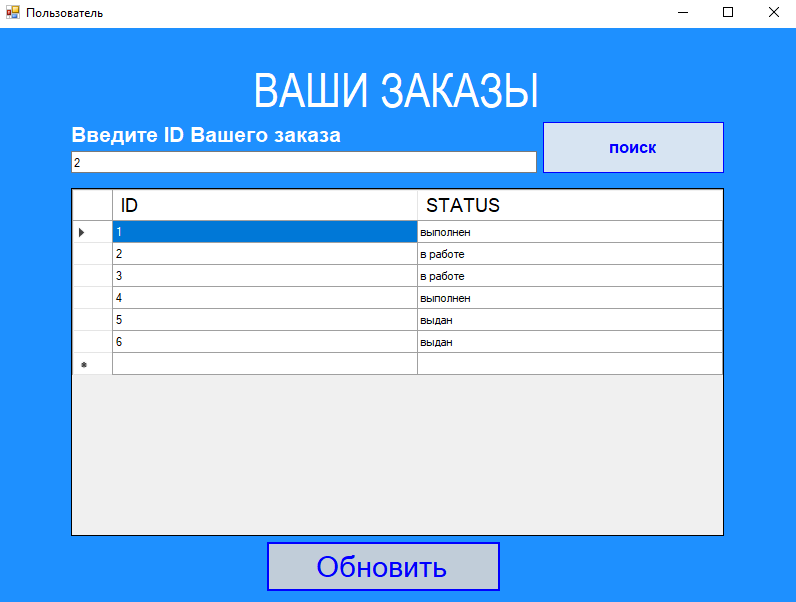 Пользователь
ВАШИ ЗАКАЗЫ
Введите ID Вашего заказа
2
поиск
ID STATUS
1 выполнен
2 в работе
3 в работе
4 выполнен
5 выдан
6 выдан
Обновить